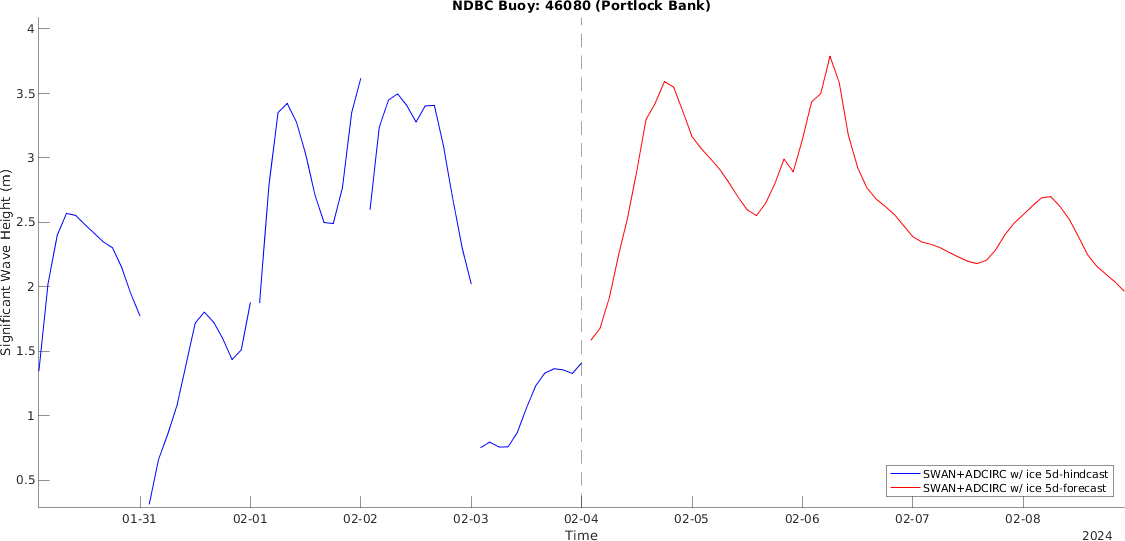 NDBC Buoy: 46080 (Portlock Bank)
4
3.5
3
2.5
2
1.5
1
0.5
Significant Wave Height (m)
01-31 02-01 02-02 02-03 02-04 02-05 02-06 02-07 02-08
Time
2024
SWAN+ADCIRC w/ ice 5d-hindcast
SWAN+ADCIRC w/ ice 5d-forecast